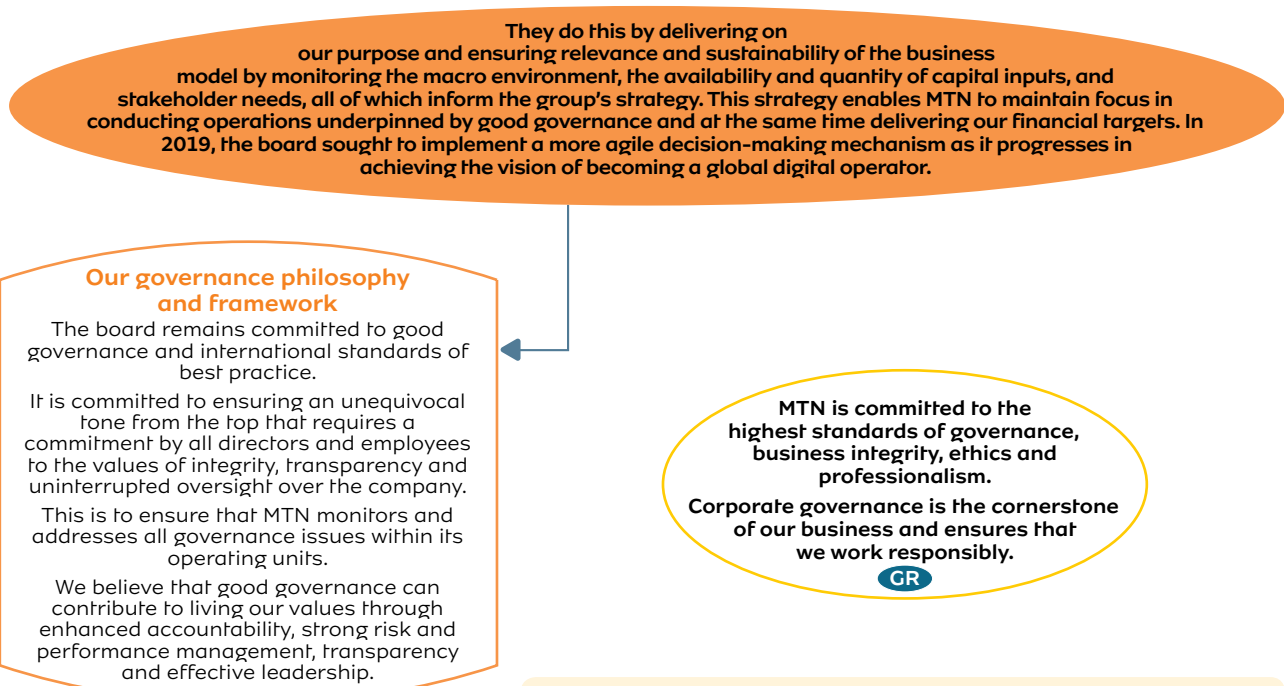 They do this by delivering on
our purpose and ensuring relevance and sustainability of the business
model by monitoring the macro environment, the availability and quantity of capital inputs, and
stakeholder needs, all of which inform the group's strategy. This strategy enables MTN to maintain focus in
conducting operations underpinned by good governance and at the same time delivering our financial targets. In
2019, the board sought to implement a more agile decision-making mechanism as it progresses in
achieving the vision of becoming a global digital operator.
Our governance philosophy
and framework
The board remains committed to good
governance and international standards of
best practice.
It is committed to ensuring an unequivocal
tone from the top that requires a
commitment by all directors and employees
to the values of integrity, transparency and
uninterrupted oversight over the company.
This is to ensure that MTN monitors and
addresses all governance issues within its
operating units.
We believe that good governance can
contribute to living our values through
enhanced accountability, strong risk and
performance management, transparency
and effective leadership.
MTN is committed to the
highest standards of governance,
business integrity, ethics and
professionalism.
Corporate governance is the cornerstone
of our business and ensures that
we work responsibly.
GR